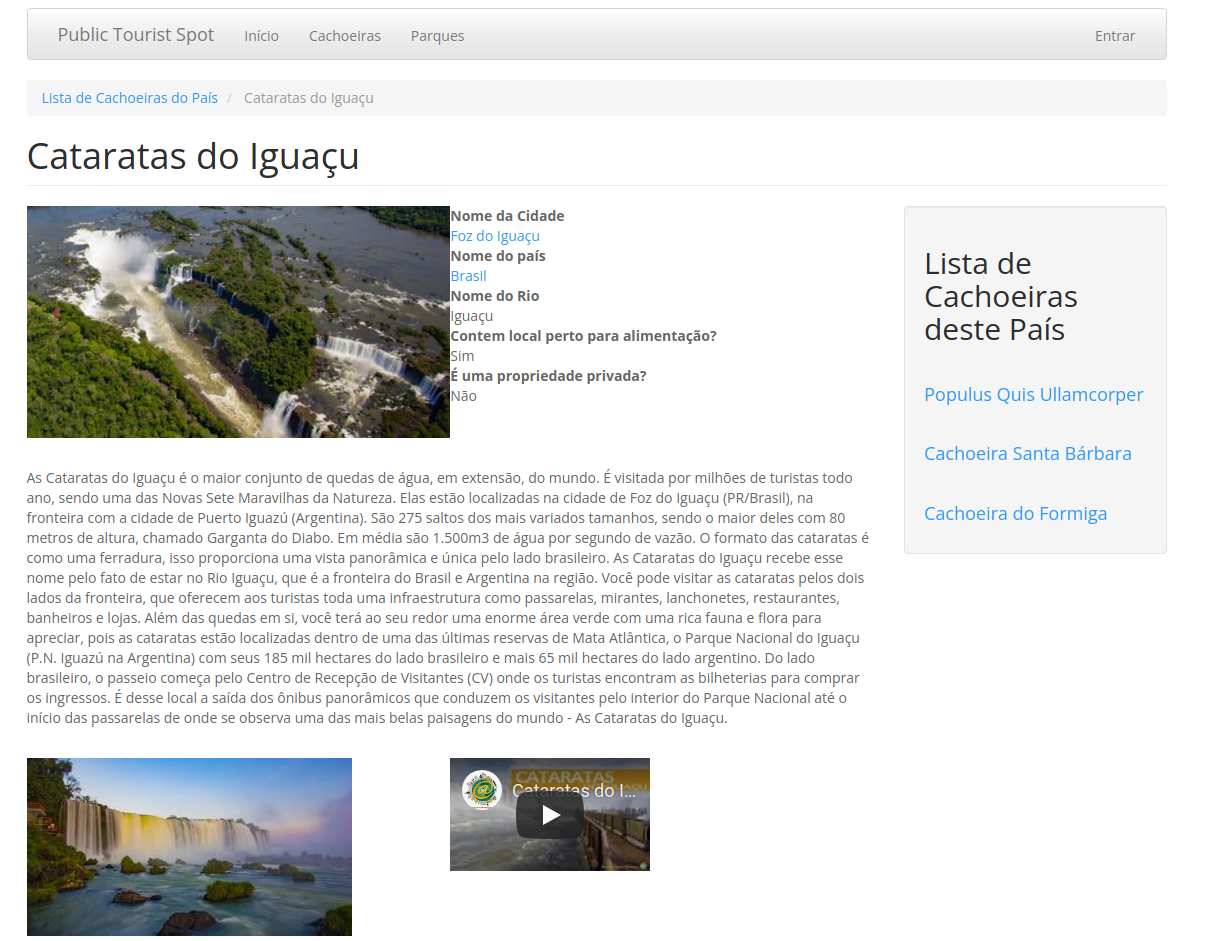 Public Tourist Spot Início Cachoeiras Parques Entrar
Lista de Cachoeiras do País / Cataratas do Iguaçu
Cataratas do Iguaçu
Nome da Cidade
Foz do Iguaçu
Nome do país
Brasil
Nome do Rio
Iguaçu
Contem local perto para alimentação?
Sim
É uma propriedade privada?
Não
As Cataratas do Iguaçu é o maior conjunto de quedas de água, em extensão, do mundo. É visitada por milhões de turistas todo
ano, sendo uma das Novas Sete Maravilhas da Natureza. Elas estão localizadas na cidade de Foz do Iguaçu (PR/Brasil), na
fronteira com a cidade de Puerto Iguazú (Argentina). São 275 saltos dos mais variados tamanhos, sendo o maior deles com 80
metros de altura, chamado Garganta do Diabo. Em média são 1.500m3 de água por segundo de vazão. O formato das cataratas é
como uma ferradura, isso proporciona uma vista panorâmica e única pelo lado brasileiro. As Cataratas do Iguaçu recebe esse
nome pelo fato de estar no Rio Iguaçu, que é a fronteira do Brasil e Argentina na região. Você pode visitar as cataratas pelos dois
lados da fronteira, que oferecem aos turistas toda uma infraestrutura como passarelas, mirantes, lanchonetes, restaurantes,
banheiros e lojas. Além das quedas em si, você terá ao seu redor uma enorme área verde com uma rica fauna e flora para
apreciar, pois as cataratas estão localizadas dentro de uma das últimas reservas de Mata Atlântica, o Parque Nacional do Iguaçu
(P.N. Iguazú na Argentina) com seus 185 mil hectares do lado brasileiro e mais 65 mil hectares do lado argentino. Do lado
brasileiro, o passeio começa pelo Centro de Recepção de Visitantes (CV) onde os turistas encontram as bilheterias para comprar
os ingressos. É desse local a saída dos ônibus panorâmicos que conduzem os visitantes pelo interior do Parque Nacional até o
início das passarelas de onde se observa uma das mais belas paisagens do mundo - As Cataratas do Iguaçu.
CATARATAS
Cataratas do I...
Lista de
Cachoeiras
deste País
Populus Quis Ullamcorper
Cachoeira Santa Bárbara
Cachoeira do Formiga